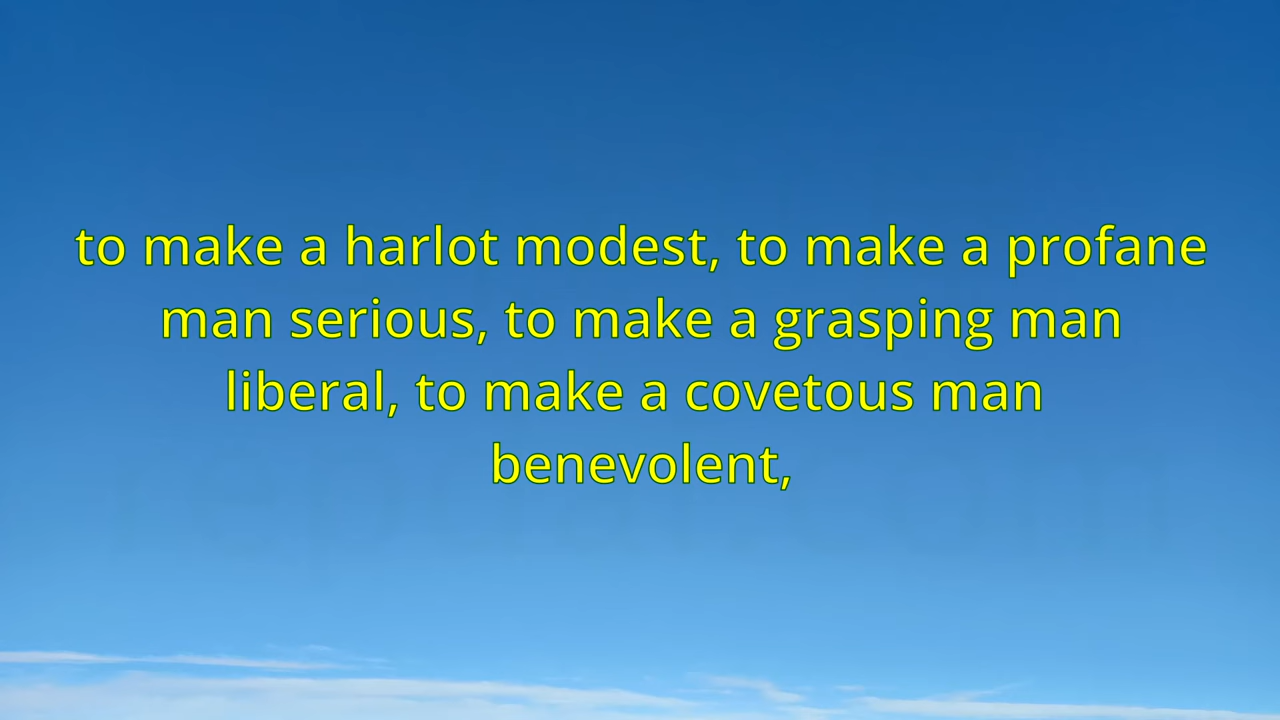 to make a harlot modest, to make a profane
man serious, to make a grasping man
liberal, to make a covetous man
benevolent,